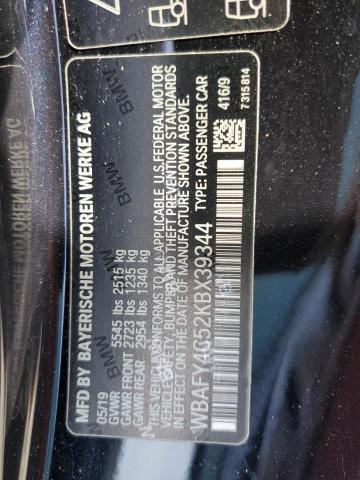 MFD BY BAYERISCHE MOTOREN WERKE AG
05/19
GVWR 5545 lbs 2515 kg
GAWR FRONT 2723 lbs 1235 kg
GAWR REAR 2954 lbs 1340 kg
THIS VEHICLE CONFORMS TO ALL APPLICABLE U.S. FEDERAL MOTOR
VEHICLE SAFETY, BUMPER, AND THEFT PREVENTION STANDARDS
IN EFFECT ON THE DATE OF MANUFACTURE SHOWN ABOVE.
WBAFY4C52KBX39344 TYPE: PASSENGER CAR
416/9
7315814